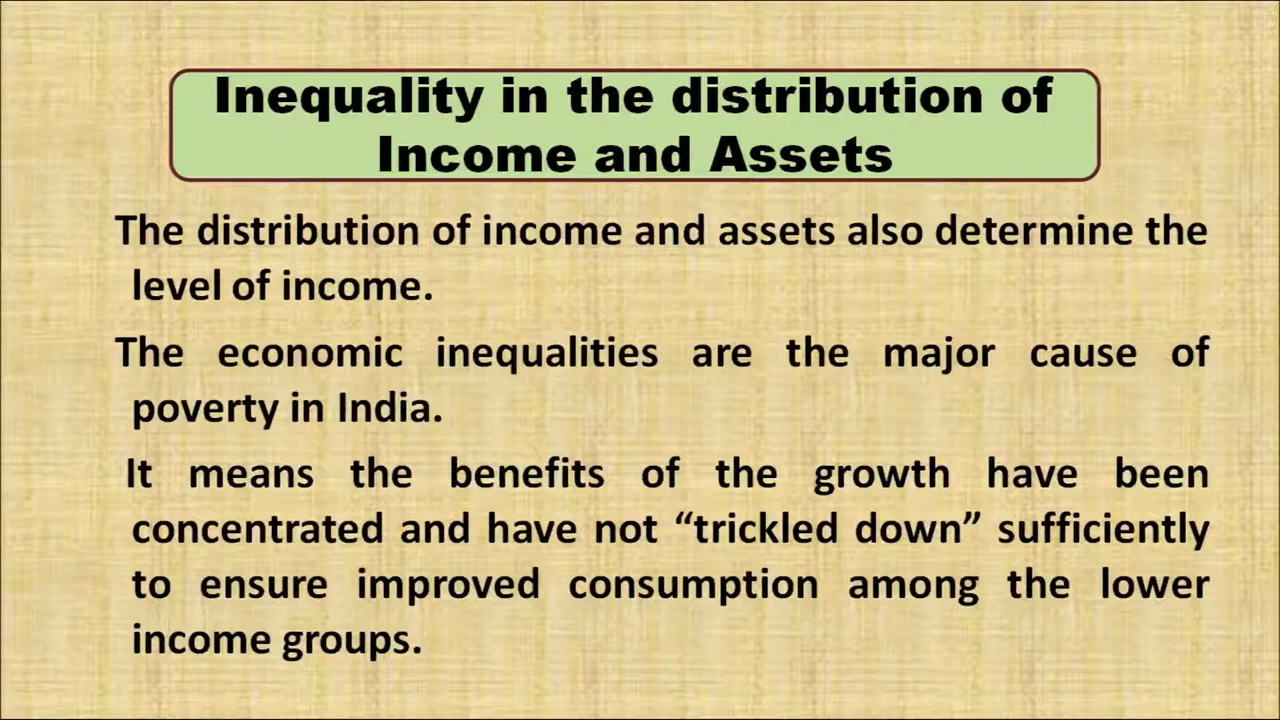 Inequality in the distribution of
Income and Assets
The distribution of income and assets also determine the
level of income.
The economic inequalities are the major cause of
poverty in India.
It means the benefits of the growth have been
concentrated and have not “trickled down” sufficiently
to ensure improved consumption among the lower
income groups.